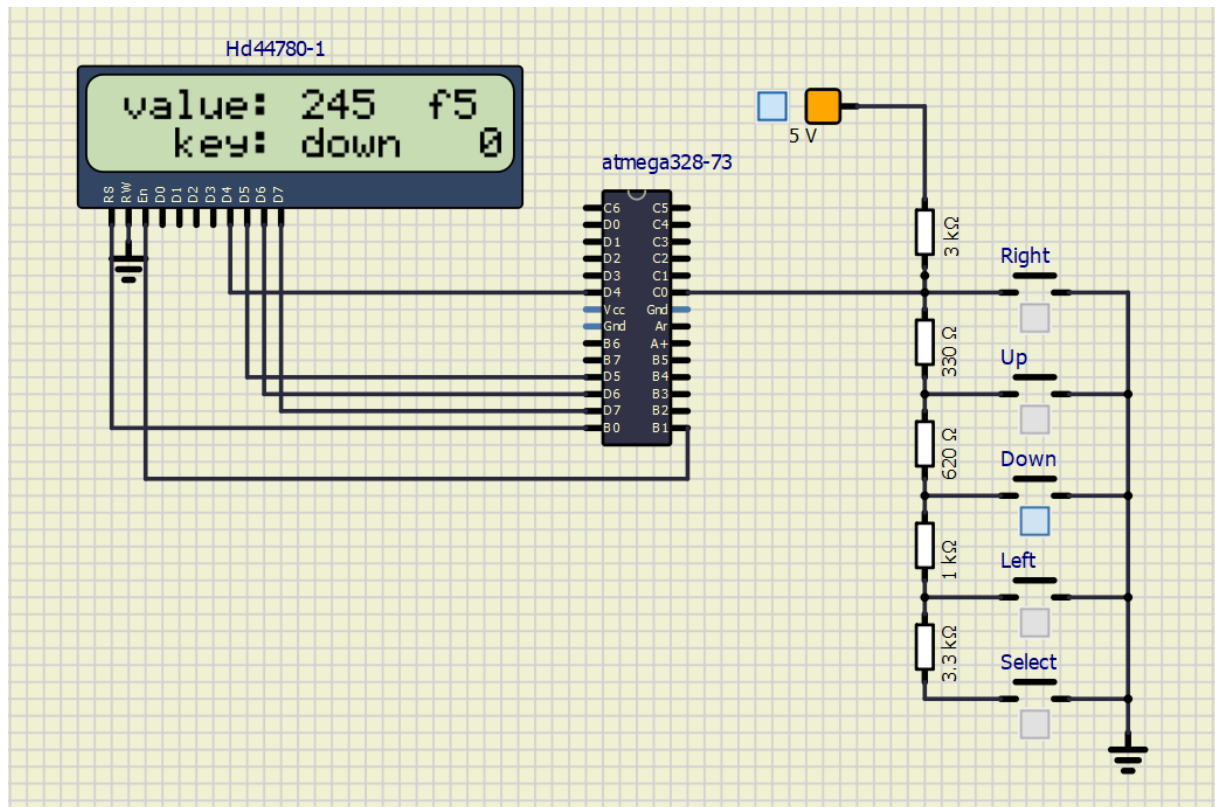 Hd44780-1
value: 245 f5
key: down 0
RS RW En D0 D1 D2 D3 D4 D5 D6 D7
5 V
atmega328-73
C6 C5
D0 C4
D1 C3
D2 C2
D3 C1
D4 C0
Vcc Gnd
Gnd Ar
B6 A+
B7 B5
D5 B4
D6 B3
D7 B2
B0 B1
3 kΩ
Right
330 Ω
Up
620 Ω
Down
1 kΩ
Left
3.3 kΩ
Select